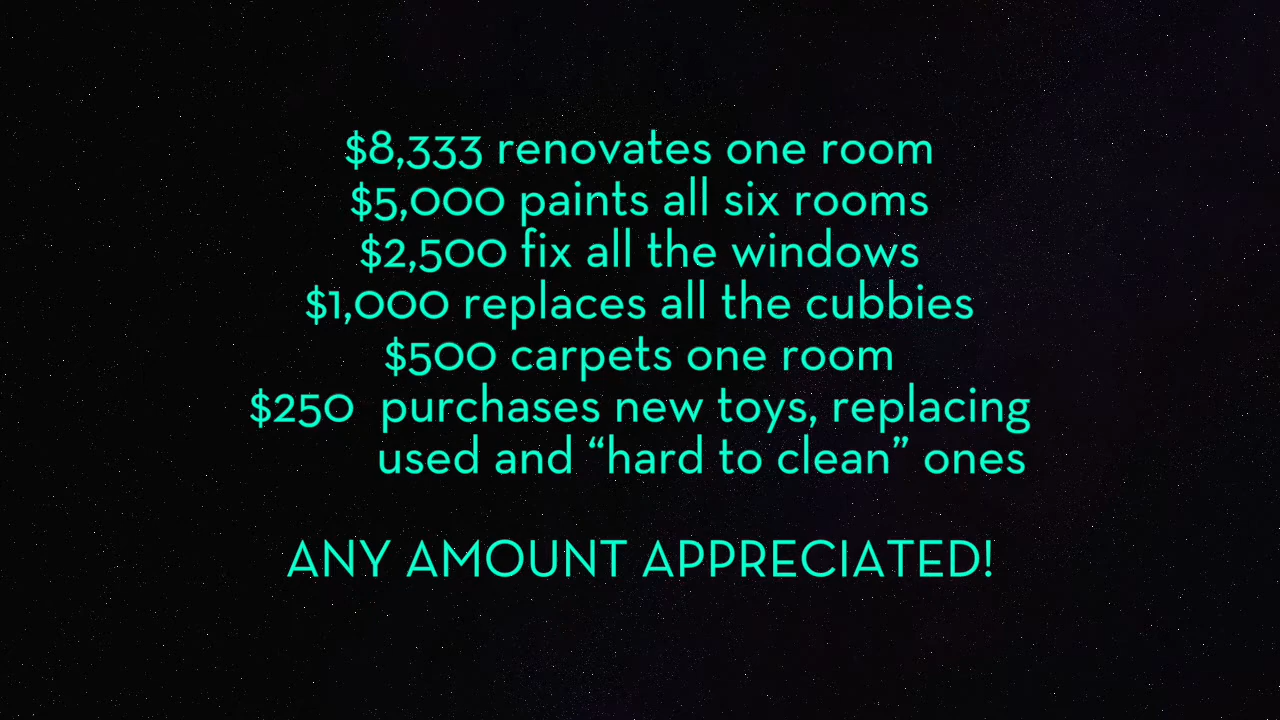 $8,333 renovates one room
$5,000 paints all six rooms
$2,500 fix all the windows
$1,000 replaces all the cubbies
$500 carpets one room
$250 purchases new toys, replacing
used and “hard to clean” ones
ANY AMOUNT APPRECIATED!